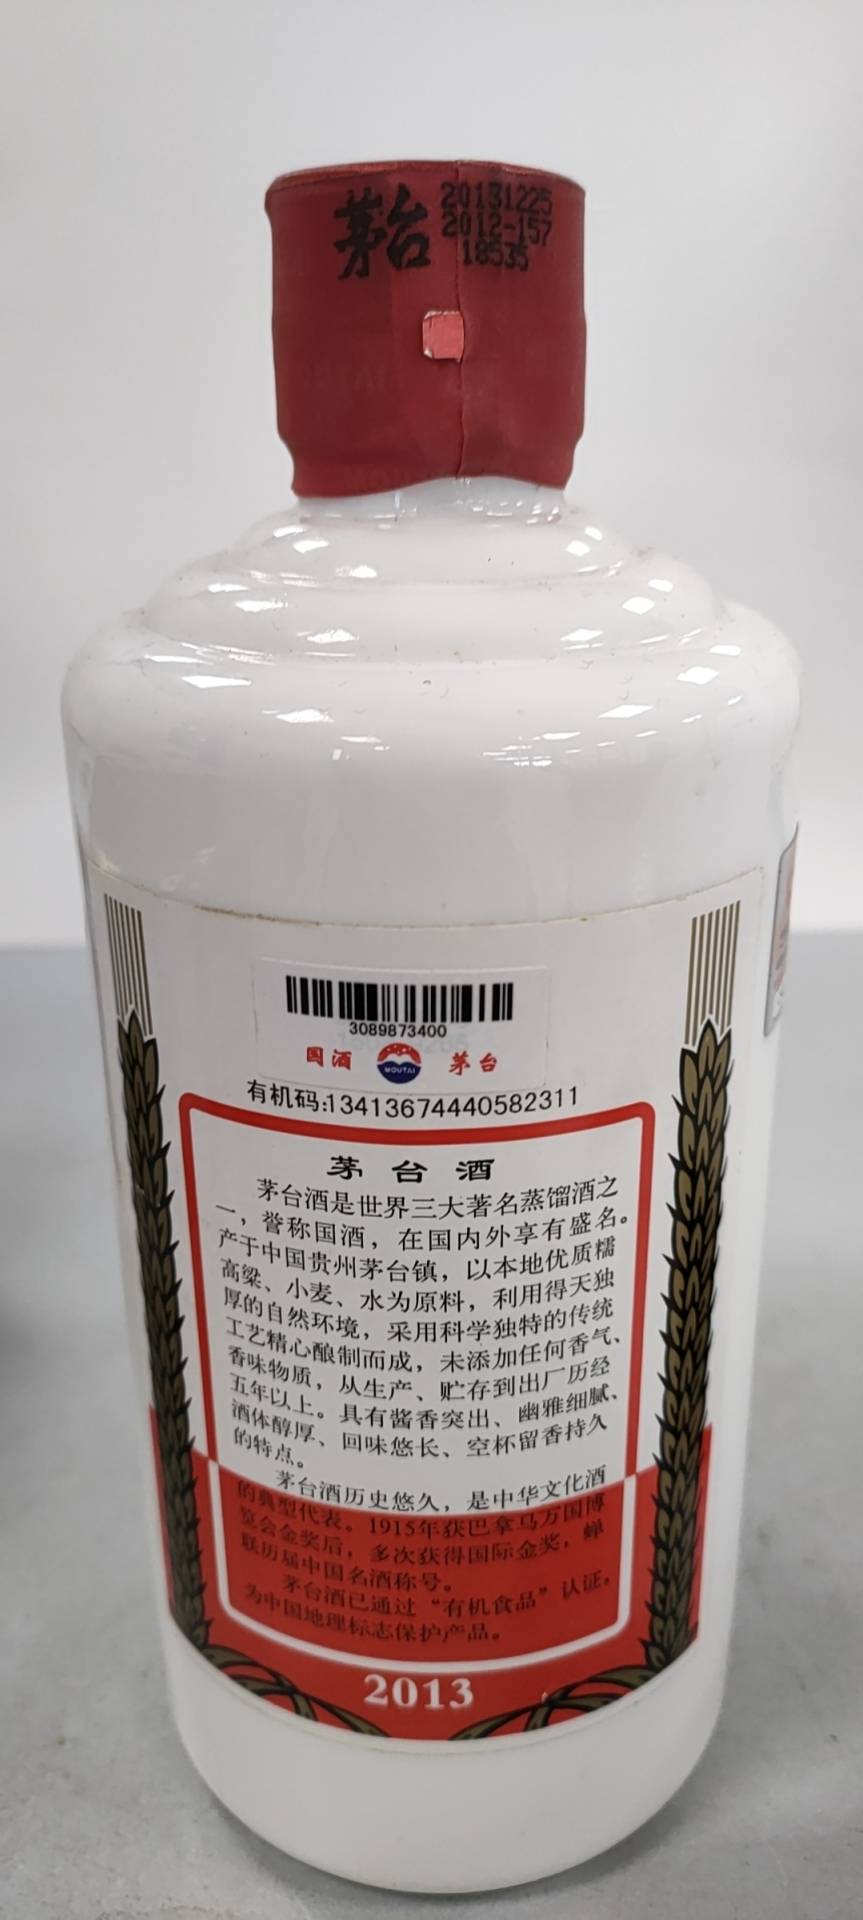 茅台
20131225
2012-157
18535
3089873400
国酒
MOUTAI
茅台
有机码:13413674440582311
茅台酒
茅台酒是世界三大著名蒸馏酒之
一，誉称国酒，在国内外享有盛名。
产于中国贵州茅台镇，以本地优质糯
高粱、小麦、水为原料，利用得天独
厚的自然环境，采用科学独特的传统
工艺精心酿制而成，未添加任何香气、
香味物质，从生产、贮存到出厂历经
五年以上。具有酱香突出、幽雅细腻、
酒体醇厚、回味悠长、空杯留香持久
的特点。
茅台酒历史悠久，是中华文化酒
的典型代表。1915年获巴拿马万国博
览会金奖后，多次获得国际金奖，蝉
联历届中国名酒称号。
茅台酒已通过“有机食品”认证，
为中国地理标志保护产品。
2013